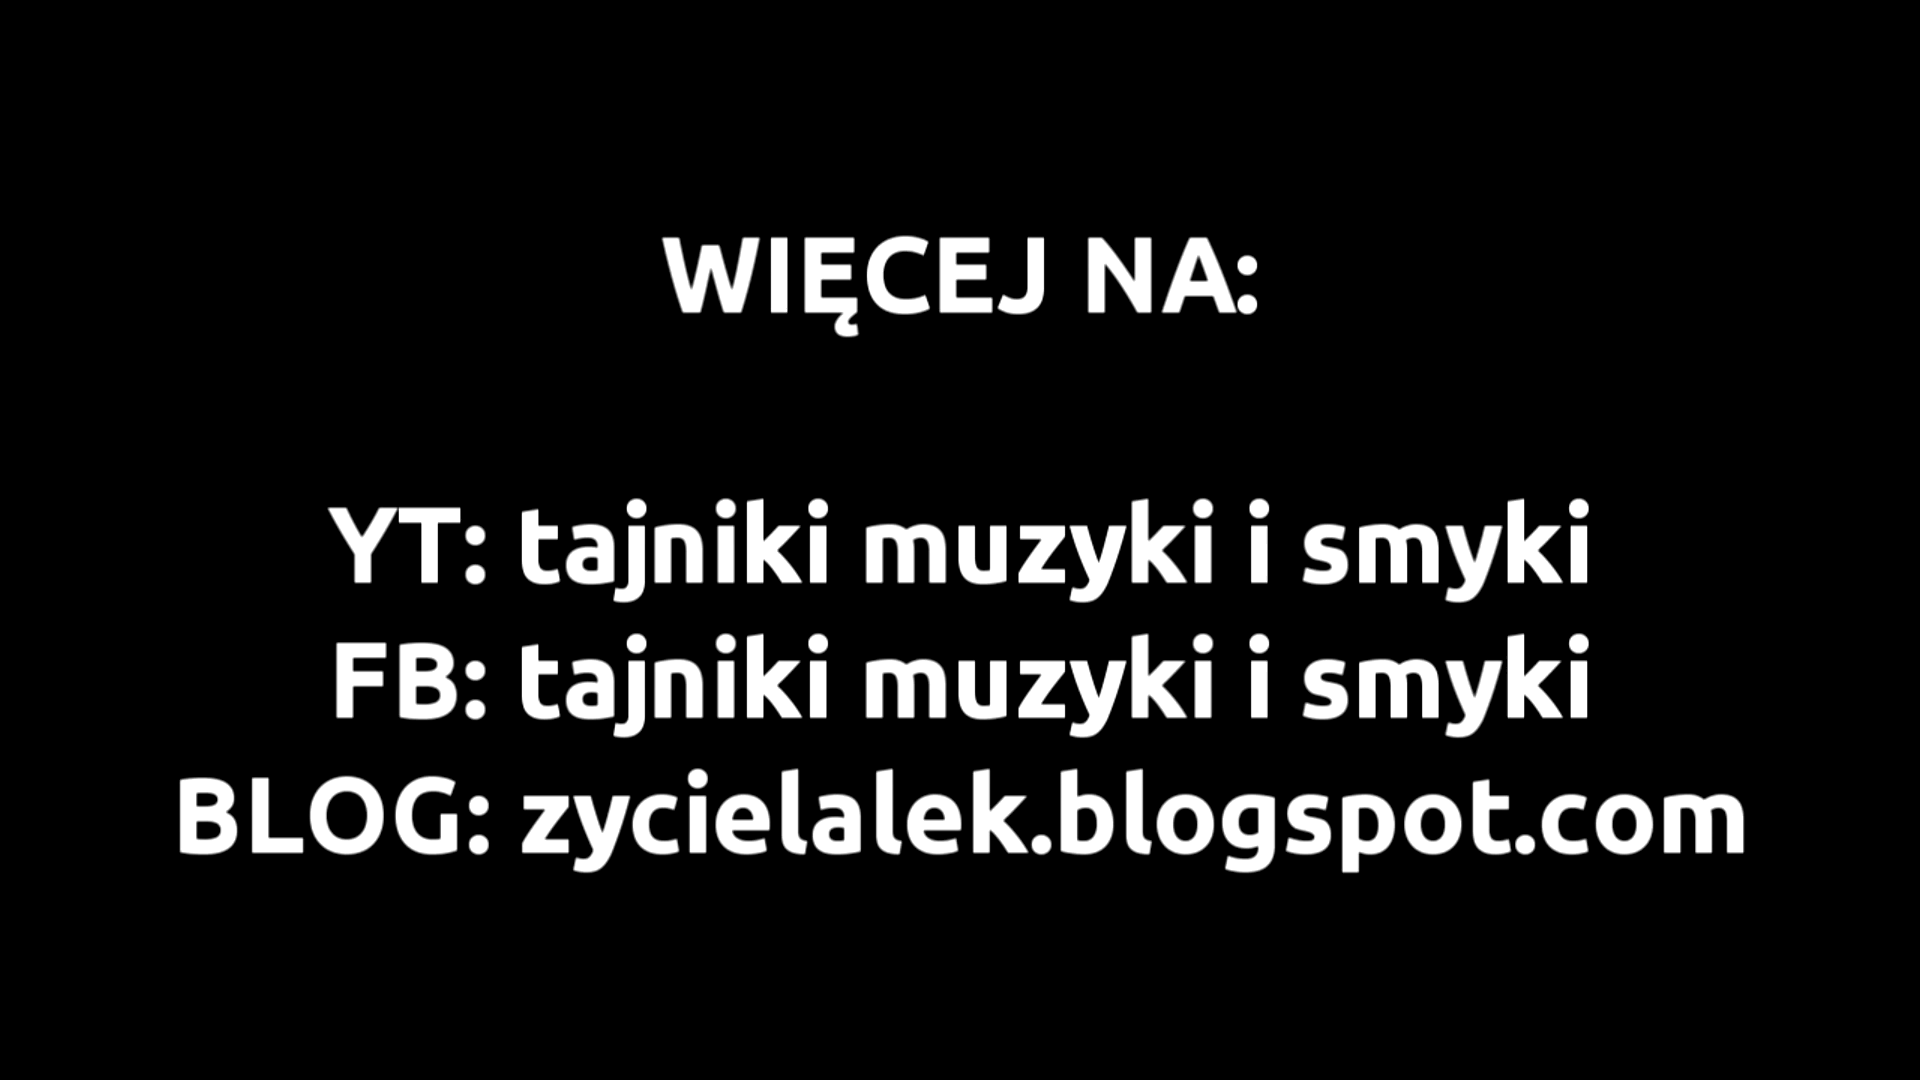 WIĘCEJ NA:
YT: tajniki muzyki i smyki
FB: tajniki muzyki i smyki
BLOG: zycielalek.blogspot.com